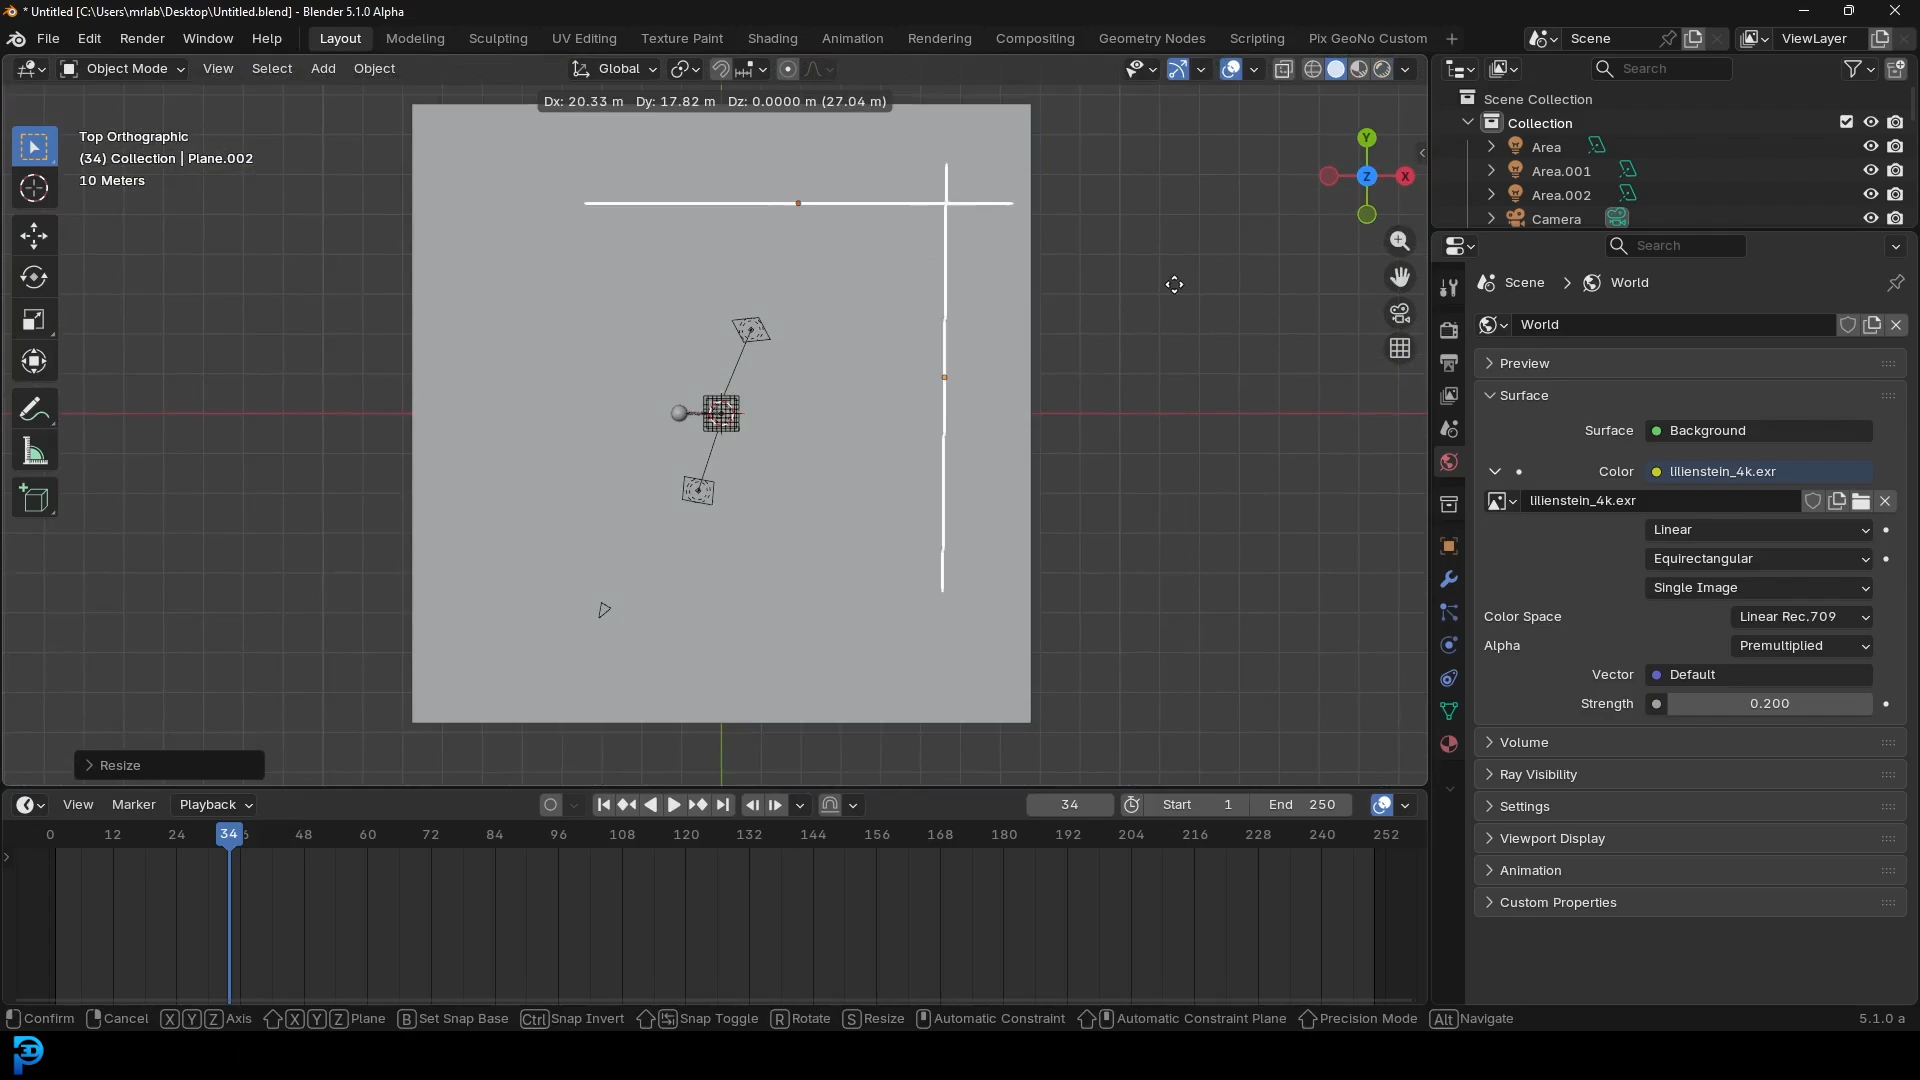 * Untitled [C:\Users\mrlab\Desktop\Untitled.blend] - Blender 5.1.0 Alpha
File Edit Render Window Help Layout Modeling Sculpting UV Editing Texture Paint Shading Animation Rendering Compositing Geometry Nodes Scripting Pix GeoNo Custom + Scene ViewLayer
Object Mode View Select Add Object Global Search
Dx: 20.33 m Dy: 17.82 m Dz: 0.0000 m (27.04 m)
Top Orthographic
(34) Collection | Plane.002
10 Meters
Y
Z X
Scene Collection
Collection
Area
Area.001
Area.002
Camera
Search
Scene > World
World
Preview
Surface
Surface Background
Color lilienstein_4k.exr
lilienstein_4k.exr
Linear
Equirectangular
Single Image
Color Space Linear Rec.709
Alpha Premultiplied
Vector Default
Strength 0.200
Volume
Ray Visibility
Settings
Viewport Display
Animation
Custom Properties
Resize
View Marker Playback 34 Start 1 End 250
0 12 24 34 48 60 72 84 96 108 120 132 144 156 168 180 192 204 216 228 240 252
Confirm Cancel X Y Z Axis X Y Z Plane B Set Snap Base Ctrl Snap Invert Snap Toggle R Rotate S Resize Automatic Constraint Automatic Constraint Plane Precision Mode Alt Navigate 5.1.0 a